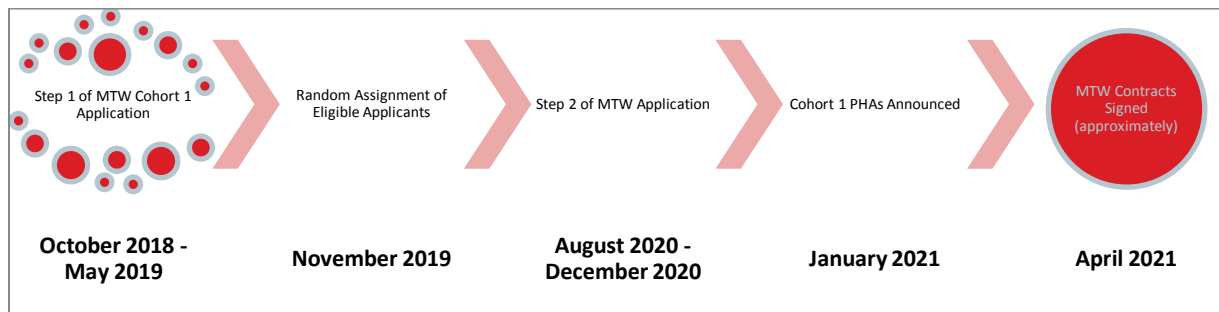 Step 1 of MTW Cohort 1
Application
Random Assignment of
Eligible Applicants
Step 2 of MTW Application
Cohort 1 PHAs Announced
MTW Contracts
Signed
(approximately)
October 2018 -
May 2019
November 2019
August 2020 -
December 2020
January 2021
April 2021